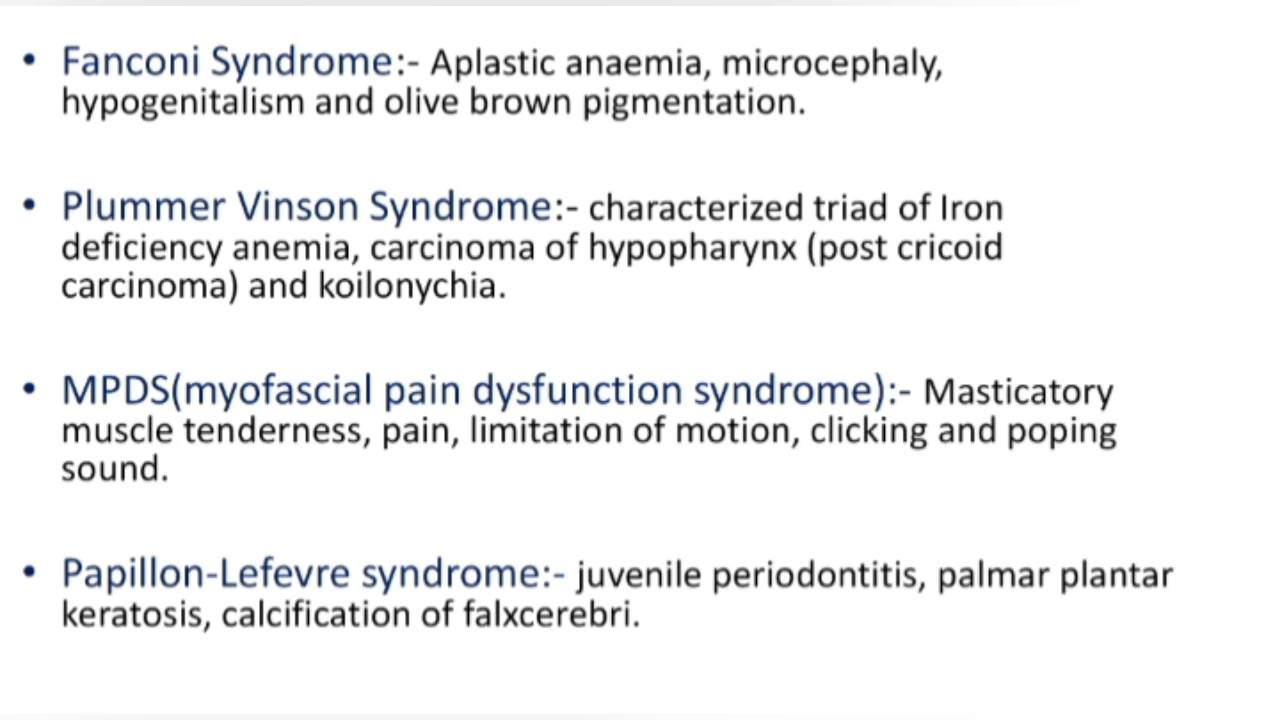 • Fanconi Syndrome:- Aplastic anaemia, microcephaly,
hypogenitalism and olive brown pigmentation.
• Plummer Vinson Syndrome:- characterized triad of Iron
deficiency anemia, carcinoma of hypopharynx (post cricoid
carcinoma) and koilonychia.
• MPDS(myofascial pain dysfunction syndrome):- Masticatory
muscle tenderness, pain, limitation of motion, clicking and poping
sound.
• Papillon-Lefevre syndrome:- juvenile periodontitis, palmar plantar
keratosis, calcification of falxcerebri.